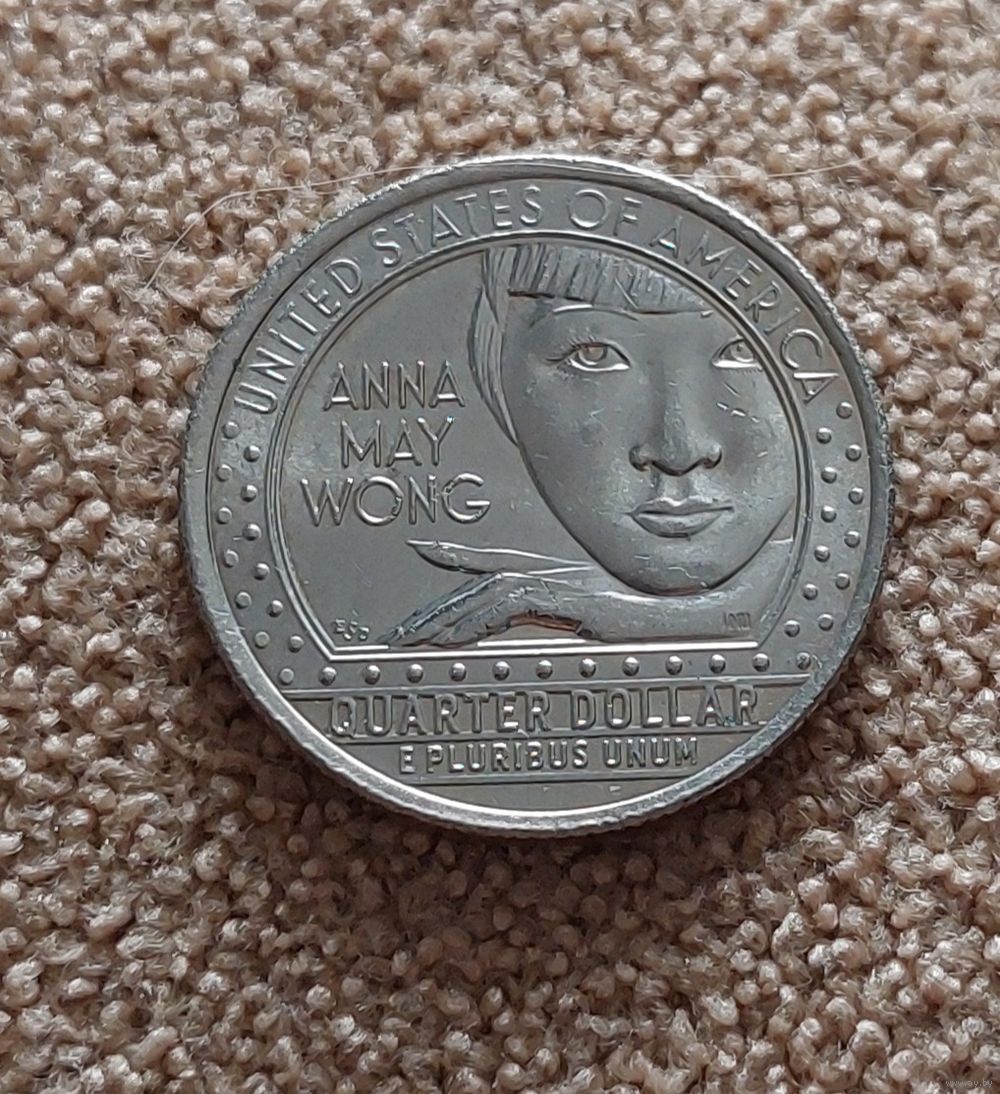 UNITED STATES OF AMERICA
ANNA
MAY
WONG
QUARTER DOLLAR
E PLURIBUS UNUM